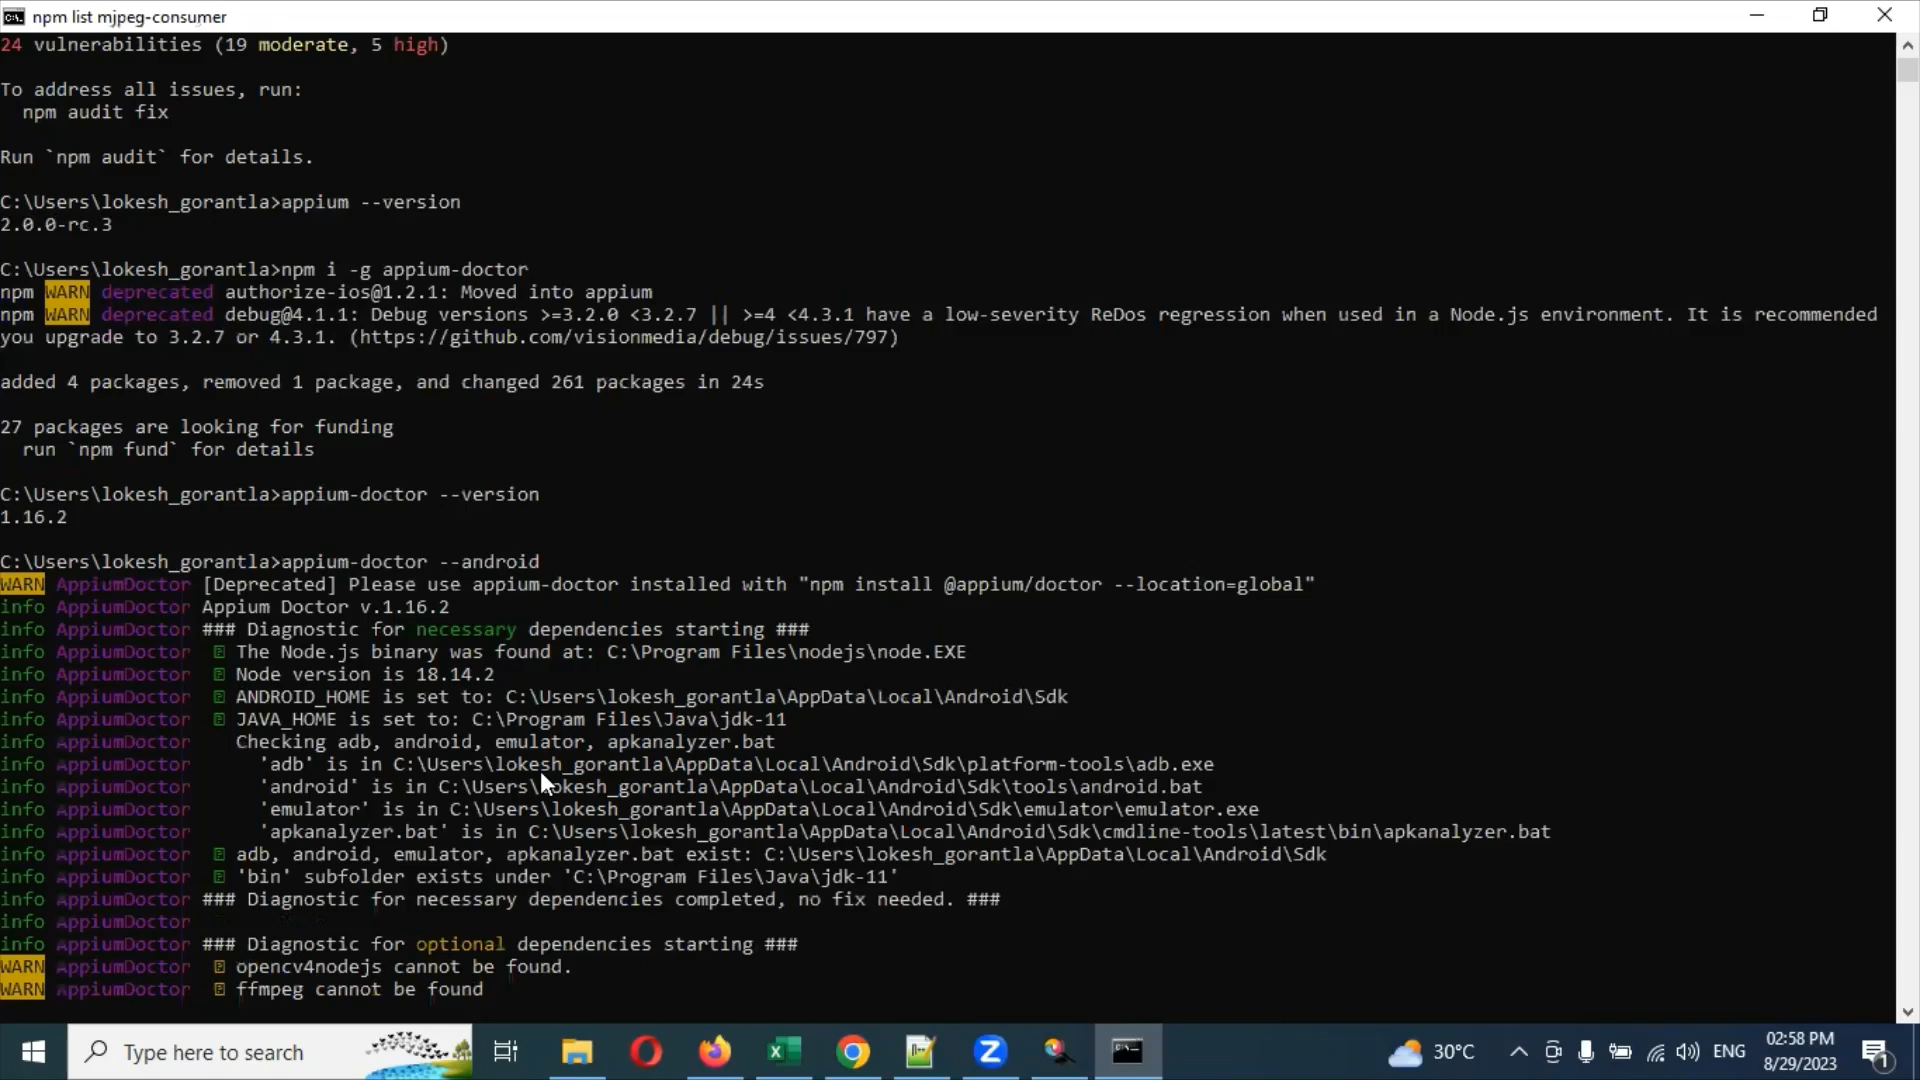 npm list mjpeg-consumer
24 vulnerabilities (19 moderate, 5 high)
To address all issues, run:
npm audit fix
Run `npm audit` for details.
C:\Users\lokesh_gorantla>appium --version
2.0.0-rc.3
C:\Users\lokesh_gorantla>npm i -g appium-doctor
npm WARN deprecated authorize-ios@1.2.1: Moved into appium
npm WARN deprecated debug@4.1.1: Debug versions >=3.2.0 <3.2.7 || >=4 <4.3.1 have a low-severity ReDos regression when used in a Node.js environment. It is recommended
you upgrade to 3.2.7 or 4.3.1. (https://github.com/visionmedia/debug/issues/797)
added 4 packages, removed 1 package, and changed 261 packages in 24s
27 packages are looking for funding
run `npm fund` for details
C:\Users\lokesh_gorantla>appium-doctor --version
1.16.2
C:\Users\lokesh_gorantla>appium-doctor --android
WARN AppiumDoctor [Deprecated] Please use appium-doctor installed with "npm install @appium/doctor --location=global"
info AppiumDoctor Appium Doctor v.1.16.2
info AppiumDoctor ### Diagnostic for necessary dependencies starting ###
info AppiumDoctor The Node.js binary was found at: C:\Program Files\nodejs\node.EXE
info AppiumDoctor Node version is 18.14.2
info AppiumDoctor ANDROID_HOME is set to: C:\Users\lokesh_gorantla\AppData\Local\Android\Sdk
info AppiumDoctor JAVA_HOME is set to: C:\Program Files\Java\jdk-11
info AppiumDoctor Checking adb, android, emulator, apkanalyzer.bat
info AppiumDoctor 'adb' is in C:\Users\lokesh_gorantla\AppData\Local\Android\Sdk\platform-tools\adb.exe
info AppiumDoctor 'android' is in C:\Users\lokesh_gorantla\AppData\Local\Android\Sdk\tools\android.bat
info AppiumDoctor 'emulator' is in C:\Users\lokesh_gorantla\AppData\Local\Android\Sdk\emulator\emulator.exe
info AppiumDoctor 'apkanalyzer.bat' is in C:\Users\lokesh_gorantla\AppData\Local\Android\Sdk\cmdline-tools\latest\bin\apkanalyzer.bat
info AppiumDoctor adb, android, emulator, apkanalyzer.bat exist: C:\Users\lokesh_gorantla\AppData\Local\Android\Sdk
info AppiumDoctor 'bin' subfolder exists under 'C:\Program Files\Java\jdk-11'
info AppiumDoctor ### Diagnostic for necessary dependencies completed, no fix needed. ###
info AppiumDoctor
info AppiumDoctor ### Diagnostic for optional dependencies starting ###
WARN AppiumDoctor opencv4nodejs cannot be found.
WARN AppiumDoctor ffmpeg cannot be found
Type here to search
30°C
ENG
02:58 PM
8/29/2023
1